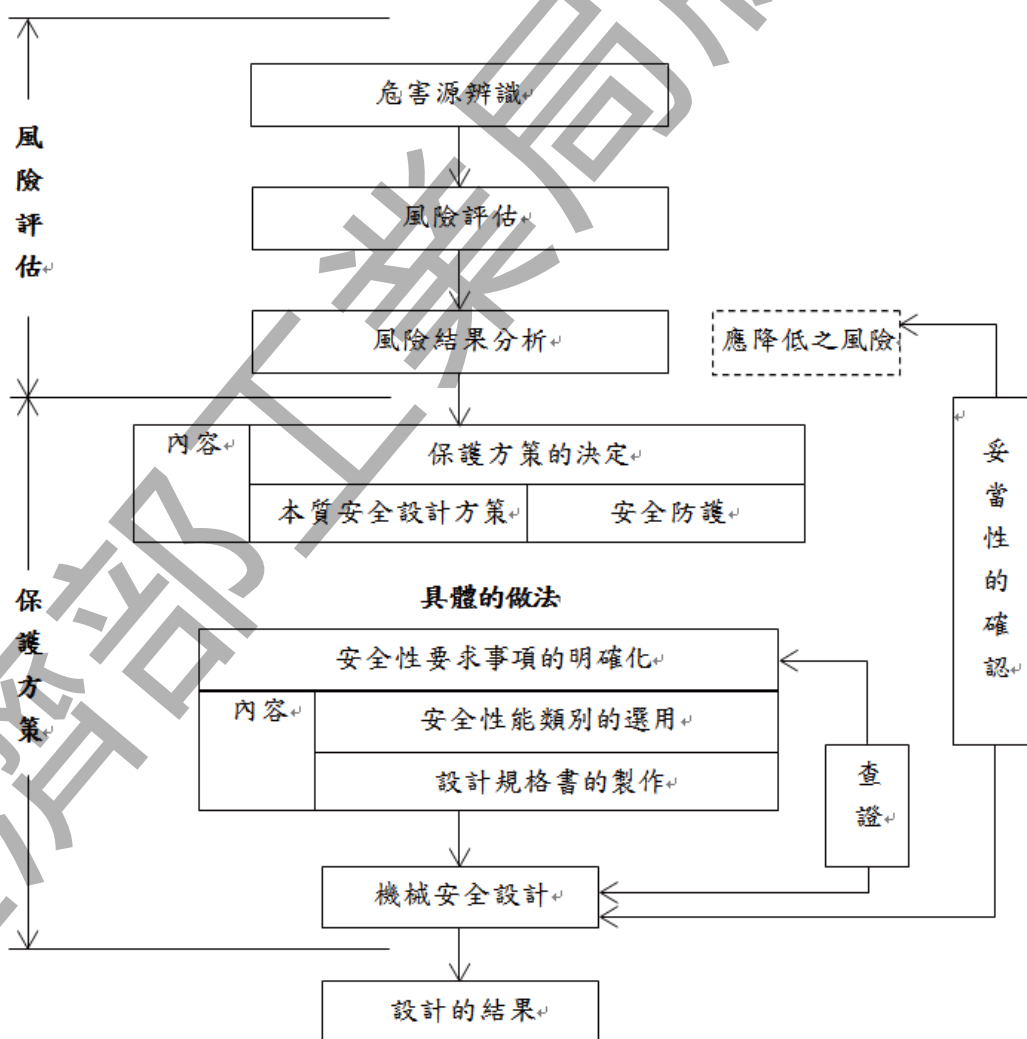 危害源辨識
風險評估
風險評估
風險結果分析
應降低之風險
內容
保護方策的決定
本質安全設計方策
安全防護
妥當性的確認
保護方策
具體的做法
安全性要求事項的明確化
內容
安全性能類別的選用
設計規格書的製作
查證
機械安全設計
設計的結果
濟部工業局